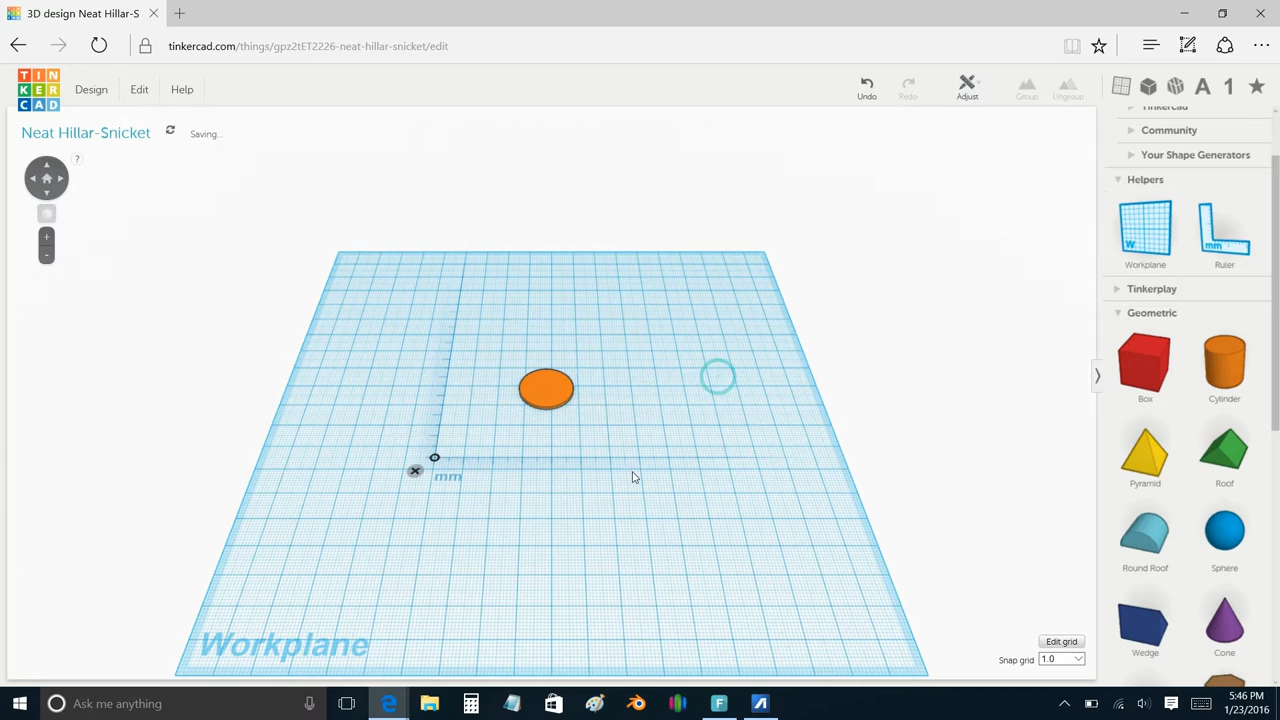 3D design Neat Hillar-S
tinkercad.com/things/gpz2tET2226-neat-hillar-snicket/edit
TIN
KER
CAD
Design
Edit
Help
Undo
Redo
Adjust
Group
Ungroup
A
1
Neat Hillar-Snicket
Saving...
?
+
-
Tinkercad
Community
Your Shape Generators
Helpers
W
mm
Workplane
Ruler
Tinkerplay
Geometric
Box
Cylinder
Pyramid
Roof
Round Roof
Sphere
Wedge
Cone
mm
Workplane
Edit grid
Snap grid 1.0
Ask me anything
5:46 PM
1/23/2016